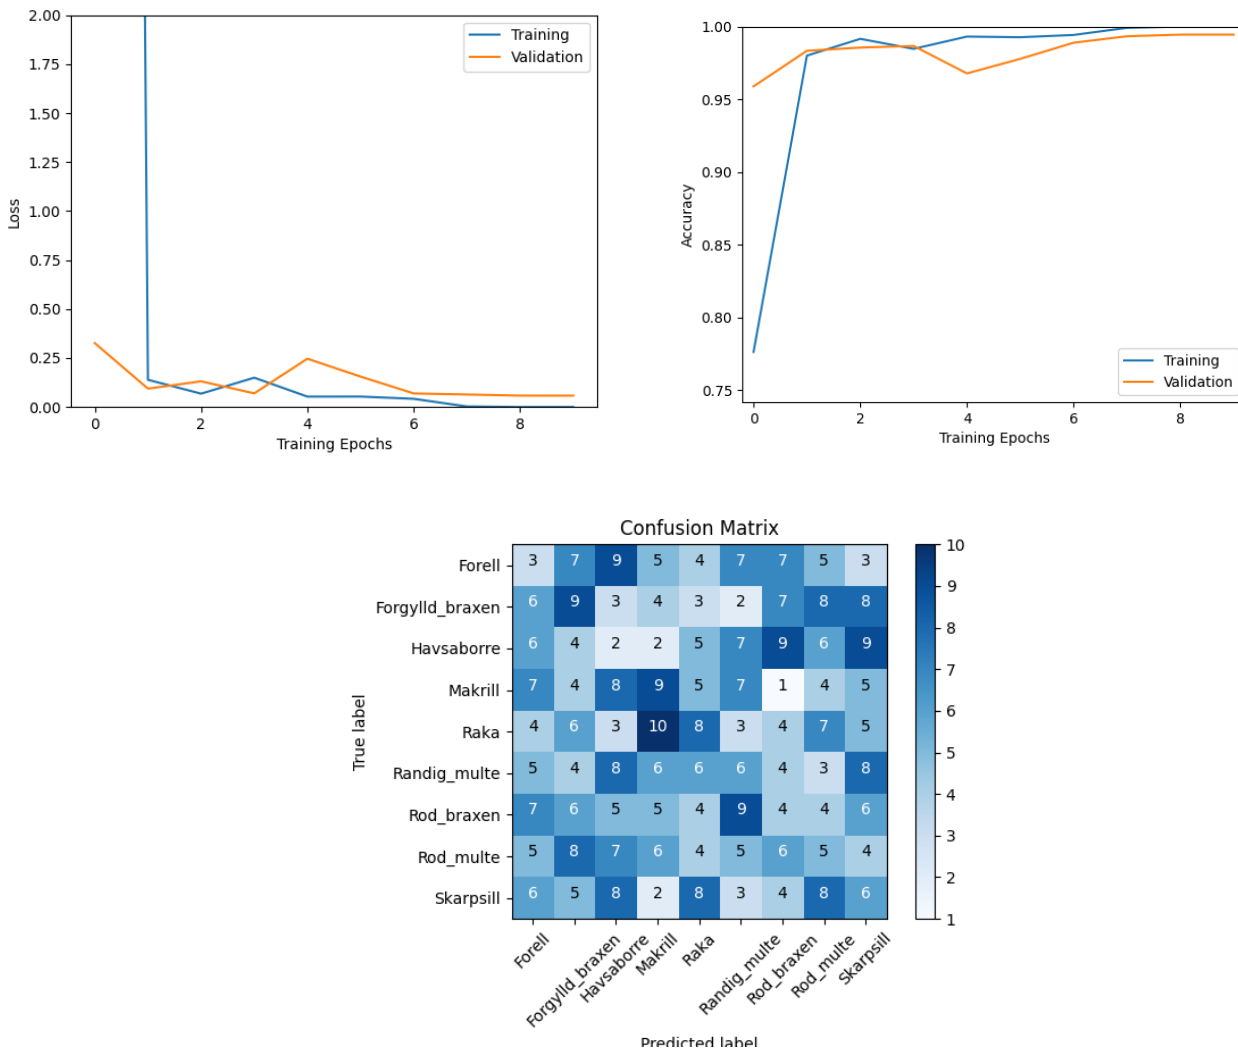 2.00
1.75
1.50
1.25
1.00
0.75
0.50
0.25
0.00
Loss
0 2 4 6 8
Training Epochs
Training
Validation
1.00
0.95
0.90
0.85
0.80
0.75
Accuracy
0 2 4 6 8
Training Epochs
Training
Validation
Confusion Matrix
True label
Forell 3 7 9 5 4 7 7 5 3
Forgylld_braxen 6 9 3 4 3 2 7 8 8
Havsaborre 6 4 2 2 5 7 9 6 9
Makrill 7 4 8 9 5 7 1 4 5
Raka 4 6 3 10 8 3 4 7 5
Randig_multe 5 4 8 6 6 6 4 3 8
Rod_braxen 7 6 5 5 4 9 4 4 6
Rod_multe 5 8 7 6 4 5 6 5 4
Skarpsill 6 5 8 2 8 3 4 8 6
Forell Forgylld_braxen Havsaborre Makrill Raka Randig_multe Rod_braxen Rod_multe Skarpsill
Predicted label
10
9
8
7
6
5
4
3
2
1